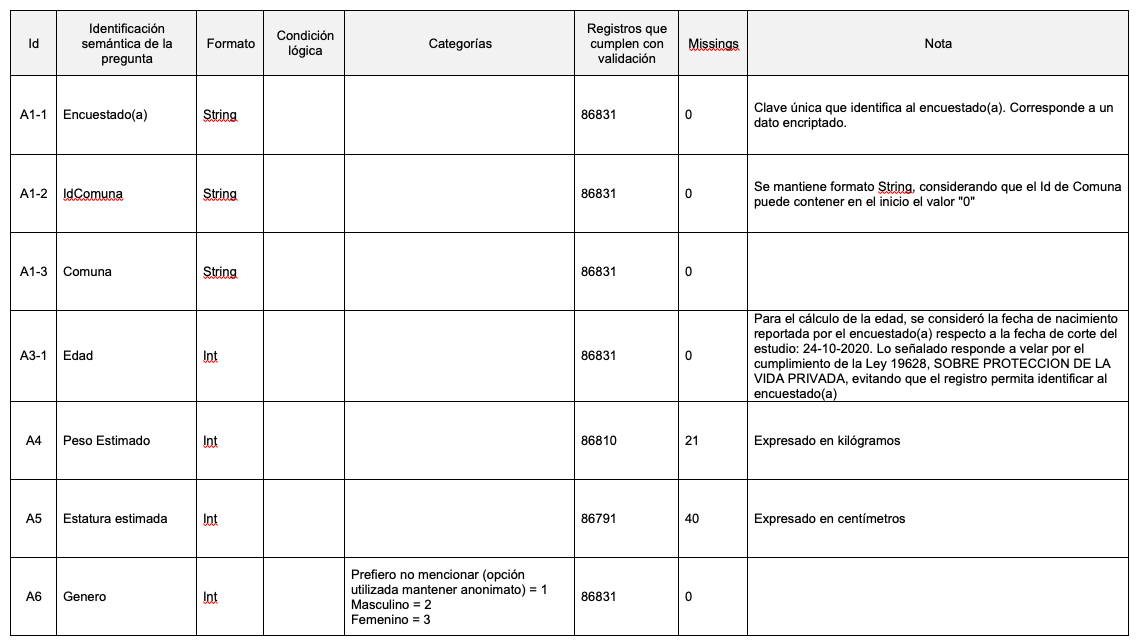 Id
Identificación
semántica de la
pregunta
Formato
Condición
lógica
Categorías
Registros que
cumplen con
validación
Missings
Nota
A1-1
Encuestado(a)
String
86831
0
Clave única que identifica al encuestado(a). Corresponde a un
dato encriptado.
A1-2
IdComuna
String
86831
0
Se mantiene formato String, considerando que el Id de Comuna
puede contener en el inicio el valor "0"
A1-3
Comuna
String
86831
0
A3-1
Edad
Int
86831
0
Para el cálculo de la edad, se consideró la fecha de nacimiento
reportada por el encuestado(a) respecto a la fecha de corte del
estudio: 24-10-2020. Lo señalado responde a velar por el
cumplimiento de la Ley 19628, SOBRE PROTECCION DE LA
VIDA PRIVADA, evitando que el registro permita identificar al
encuestado(a)
A4
Peso Estimado
Int
86810
21
Expresado en kilógramos
A5
Estatura estimada
Int
86791
40
Expresado en centímetros
A6
Genero
Int
Prefiero no mencionar (opción
utilizada mantener anonimato) = 1
Masculino = 2
Femenino = 3
86831
0